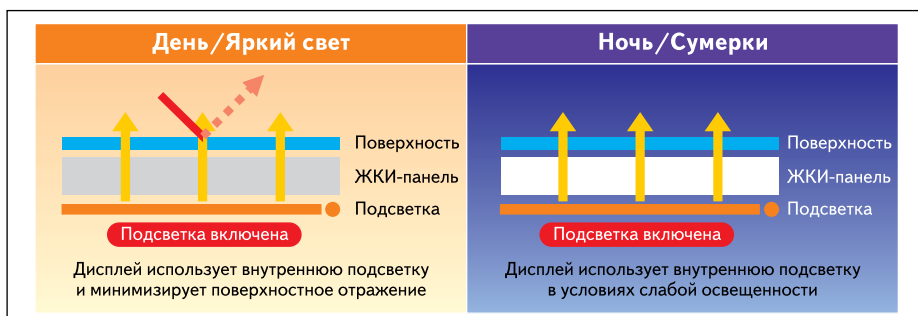 День/Яркий свет
Поверхность
ЖКИ-панель
Подсветка
Подсветка включена
Дисплей использует внутреннюю подсветку
и минимизирует поверхностное отражение
Ночь/Сумерки
Поверхность
ЖКИ-панель
Подсветка
Подсветка включена
Дисплей использует внутреннюю подсветку
в условиях слабой освещенности